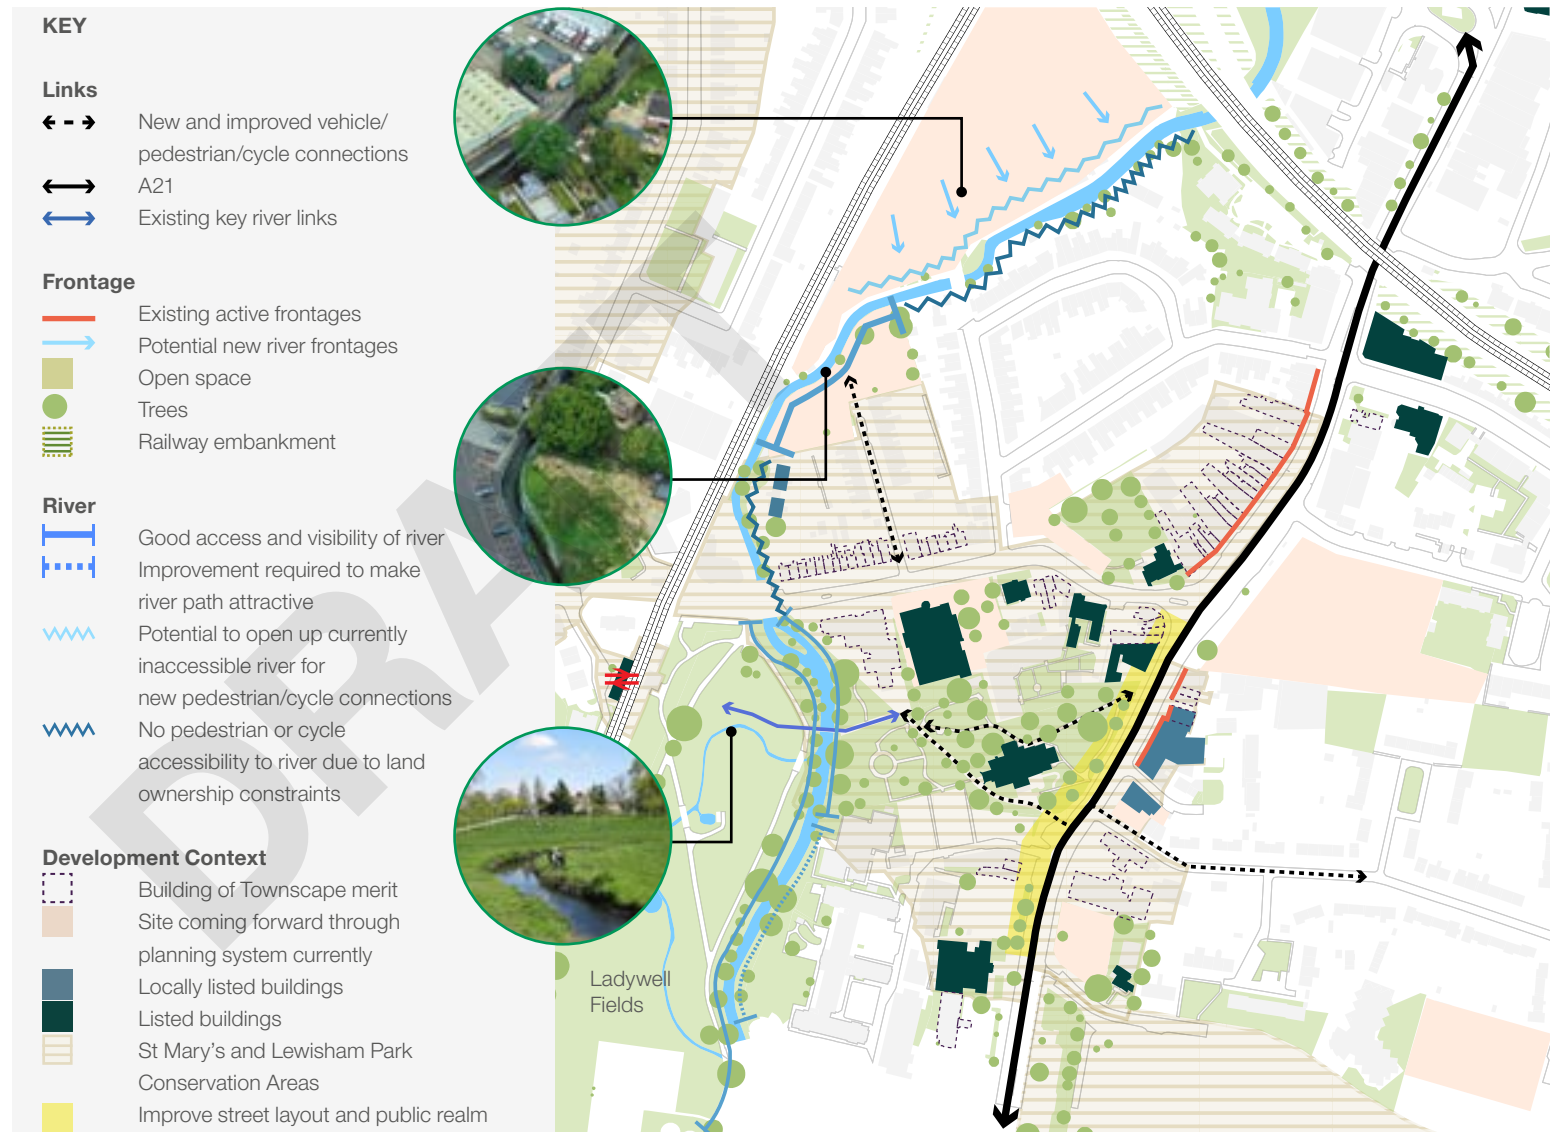 KEY
Links
New and improved vehicle/
pedestrian/cycle connections
A21
Existing key river links
Frontage
Existing active frontages
Potential new river frontages
Open space
Trees
Railway embankment
River
Good access and visibility of river
Improvement required to make
river path attractive
Potential to open up currently
inaccessible river for
new pedestrian/cycle connections
No pedestrian or cycle
accessibility to river due to land
ownership constraints
Development Context
Building of Townscape merit
Site coming forward through
planning system currently
Locally listed buildings
Listed buildings
St Mary's and Lewisham Park
Conservation Areas
Improve street layout and public realm
Ladywell
Fields
DRAFT